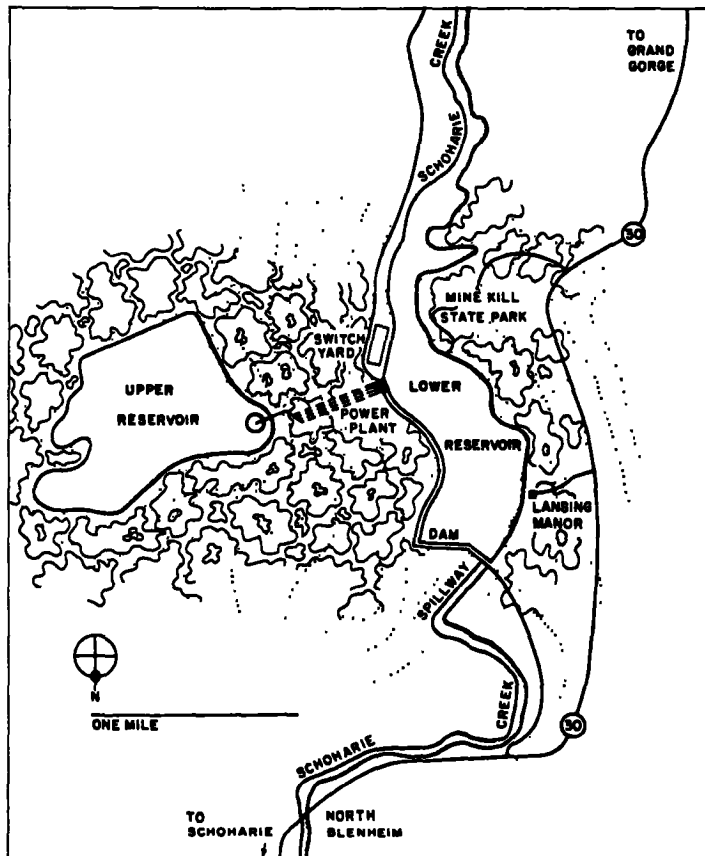 TO
GRAND
GORGE
CREEK
SCHOHARIE
30
MINE KILL
STATE PARK
SWITCH
YARD
UPPER
RESERVOIR
LOWER
POWER
PLANT
RESERVOIR
LANSING
MANOR
DAM
SPILLWAY
N
ONE MILE
CREEK
30
SCHOHARIE
TO
SCHOHARIE
NORTH
BLENHEIM